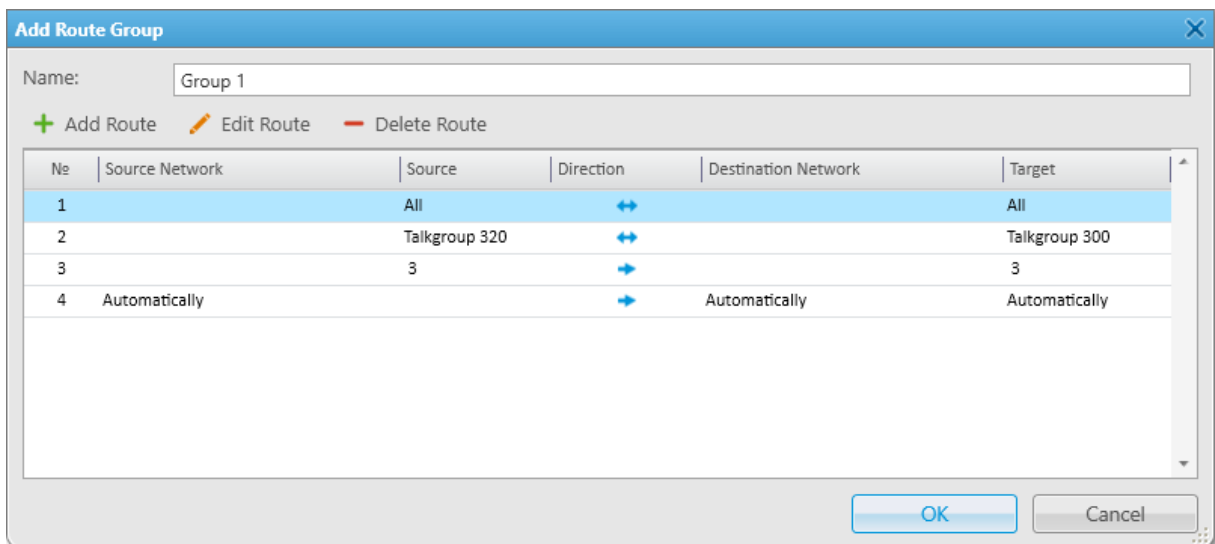 Add Route Group
Name: Group 1
Add Route Edit Route Delete Route
№ Source Network Source Direction Destination Network Target
1 All All
2 Talkgroup 320 Talkgroup 300
3 3 3
4 Automatically Automatically Automatically
OK Cancel